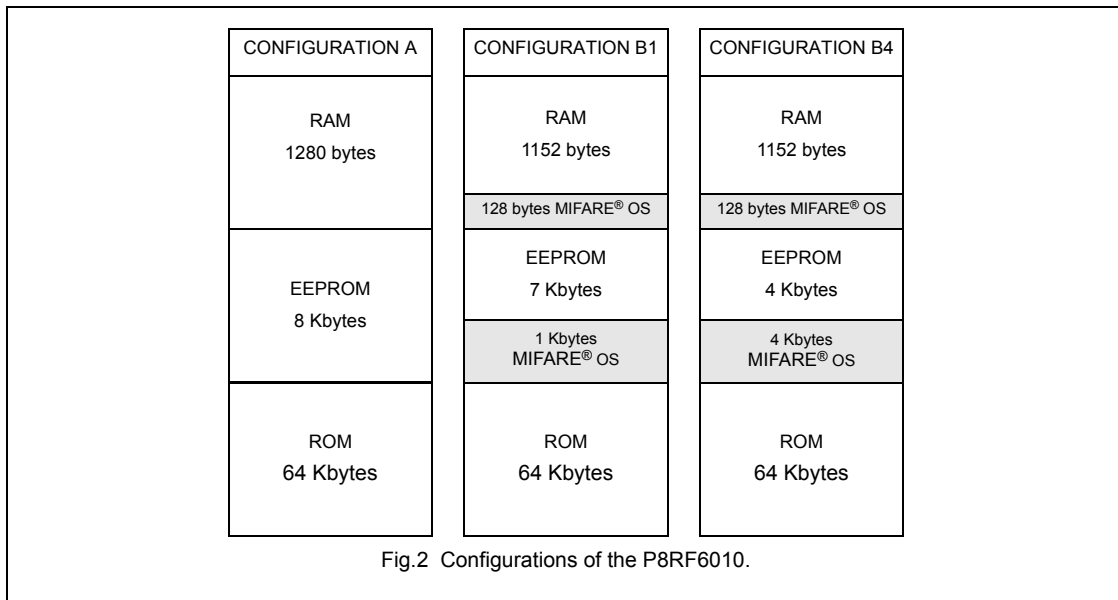 CONFIGURATION A
RAM
1280 bytes
EEPROM
8 Kbytes
ROM
64 Kbytes
CONFIGURATION B1
RAM
1152 bytes
128 bytes MIFARE® OS
EEPROM
7 Kbytes
1 Kbytes
MIFARE® OS
ROM
64 Kbytes
CONFIGURATION B4
RAM
1152 bytes
128 bytes MIFARE® OS
EEPROM
4 Kbytes
4 Kbytes
MIFARE® OS
ROM
64 Kbytes
Fig.2 Configurations of the P8RF6010.